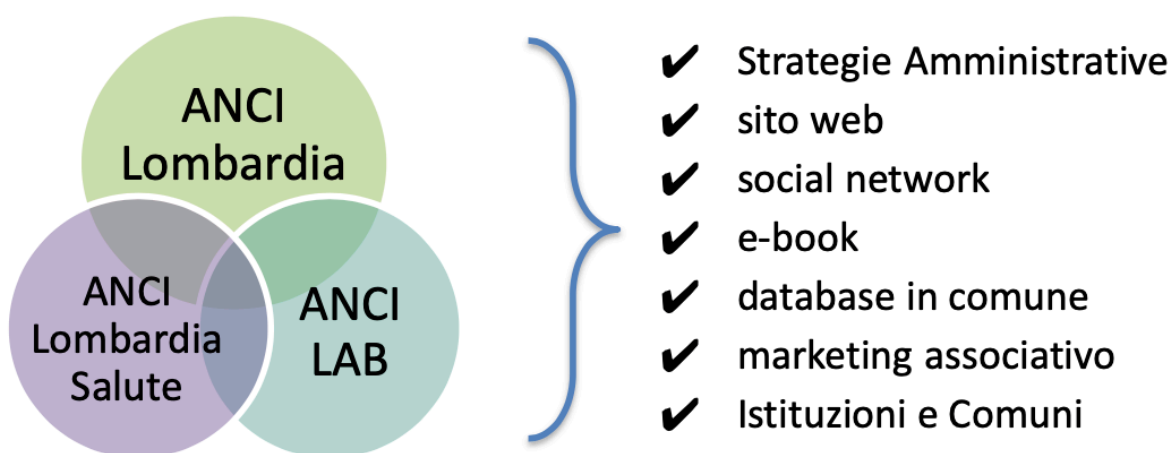 ANCI
Lombardia
ANCI
Lombardia
Salute
ANCI
LAB
✔ Strategie Amministrative
✔ sito web
✔ social network
✔ e-book
✔ database in comune
✔ marketing associativo
✔ Istituzioni e Comuni